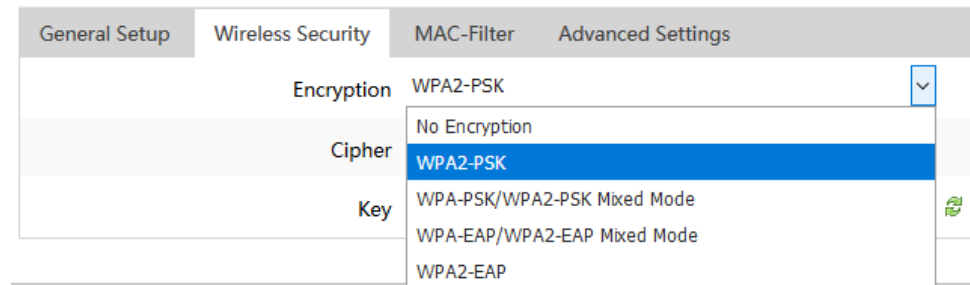 General Setup Wireless Security MAC-Filter Advanced Settings
Encryption WPA2-PSK
No Encryption
Cipher
WPA2-PSK
WPA-PSK/WPA2-PSK Mixed Mode
Key
WPA-EAP/WPA2-EAP Mixed Mode
WPA2-EAP